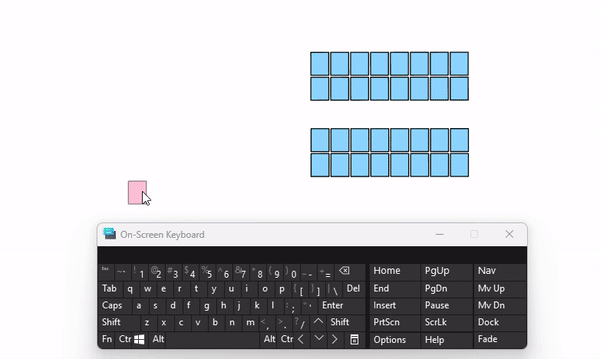 On-Screen Keyboard
Esc ~ ` ! 1 @ 2 # 3 $ 4 % 5 ^ 6 & 7 * 8 ( 9 ) 0 _ - + = Home PgUp Nav
Tab q w e r t y u i o p { [ } ] | \ Del End PgDn Mv Up
Caps a s d f g h j k l : ; " ' Enter Insert Pause Mv Dn
Shift z x c v b n m < , > . ? / Shift PrtScn ScrLk Dock
Fn Ctr Alt Alt Ctr Options Help Fade